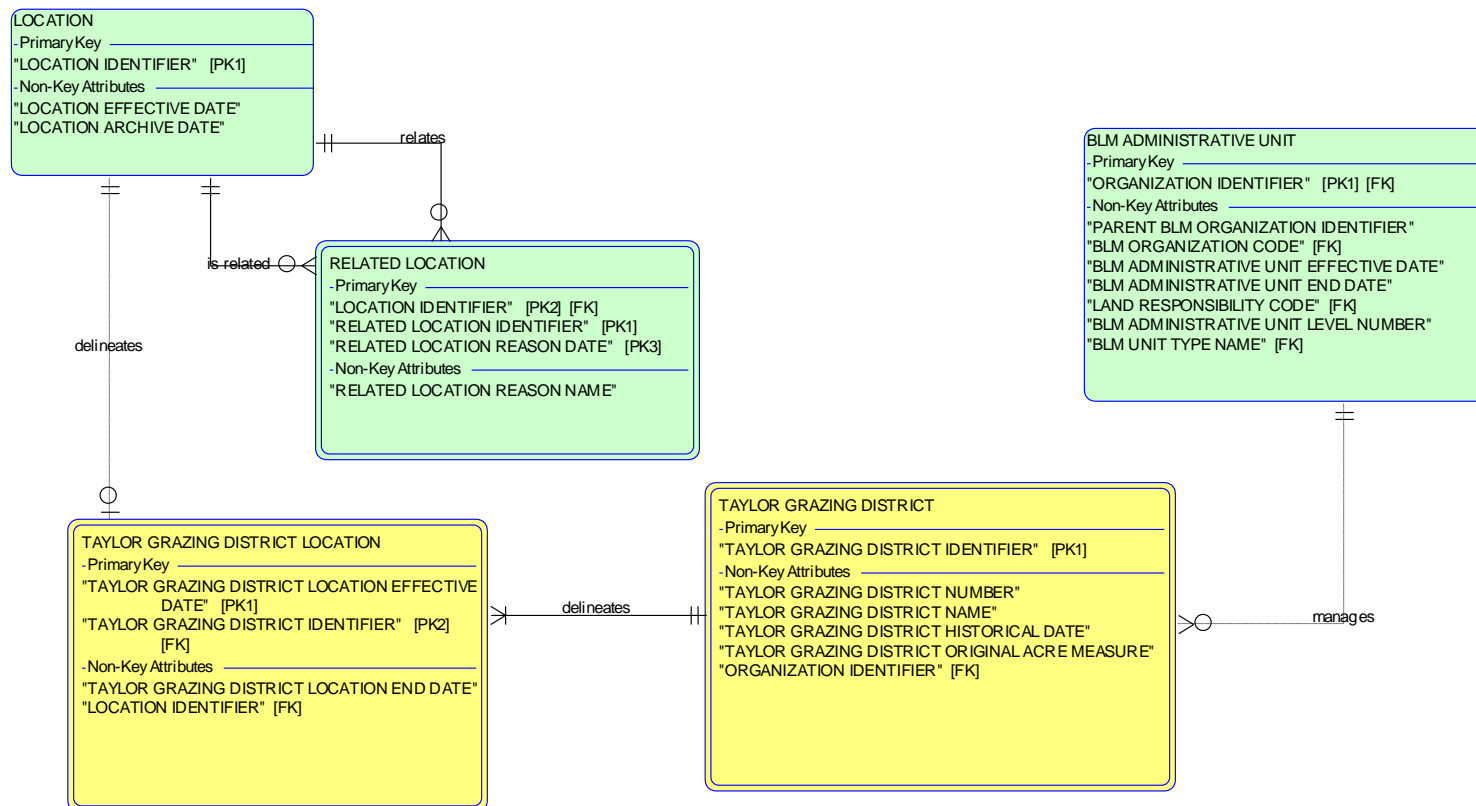 LOCATION
-Primary Key
"LOCATION IDENTIFIER" [PK1]
-Non-Key Attributes
"LOCATION EFFECTIVE DATE"
"LOCATION ARCHIVE DATE"
relates
is related
delineates
RELATED LOCATION
-Primary Key
"LOCATION IDENTIFIER" [PK2] [FK]
"RELATED LOCATION IDENTIFIER" [PK1]
"RELATED LOCATION REASON DATE" [PK3]
-Non-Key Attributes
"RELATED LOCATION REASON NAME"
BLM ADMINISTRATIVE UNIT
-Primary Key
"ORGANIZATION IDENTIFIER" [PK1] [FK]
-Non-Key Attributes
"PARENT BLM ORGANIZATION IDENTIFIER"
"BLM ORGANIZATION CODE" [FK]
"BLM ADMINISTRATIVE UNIT EFFECTIVE DATE"
"BLM ADMINISTRATIVE UNIT END DATE"
"LAND RESPONSIBILITY CODE" [FK]
"BLM ADMINISTRATIVE UNIT LEVEL NUMBER"
"BLM UNIT TYPE NAME" [FK]
TAYLOR GRAZING DISTRICT LOCATION
-Primary Key
"TAYLOR GRAZING DISTRICT LOCATION EFFECTIVE
DATE" [PK1]
"TAYLOR GRAZING DISTRICT IDENTIFIER" [PK2]
[FK]
-Non-Key Attributes
"TAYLOR GRAZING DISTRICT LOCATION END DATE"
"LOCATION IDENTIFIER" [FK]
delineates
TAYLOR GRAZING DISTRICT
-Primary Key
"TAYLOR GRAZING DISTRICT IDENTIFIER" [PK1]
-Non-Key Attributes
"TAYLOR GRAZING DISTRICT NUMBER"
"TAYLOR GRAZING DISTRICT NAME"
"TAYLOR GRAZING DISTRICT HISTORICAL DATE"
"TAYLOR GRAZING DISTRICT ORIGINAL ACRE MEASURE"
"ORGANIZATION IDENTIFIER" [FK]
manages